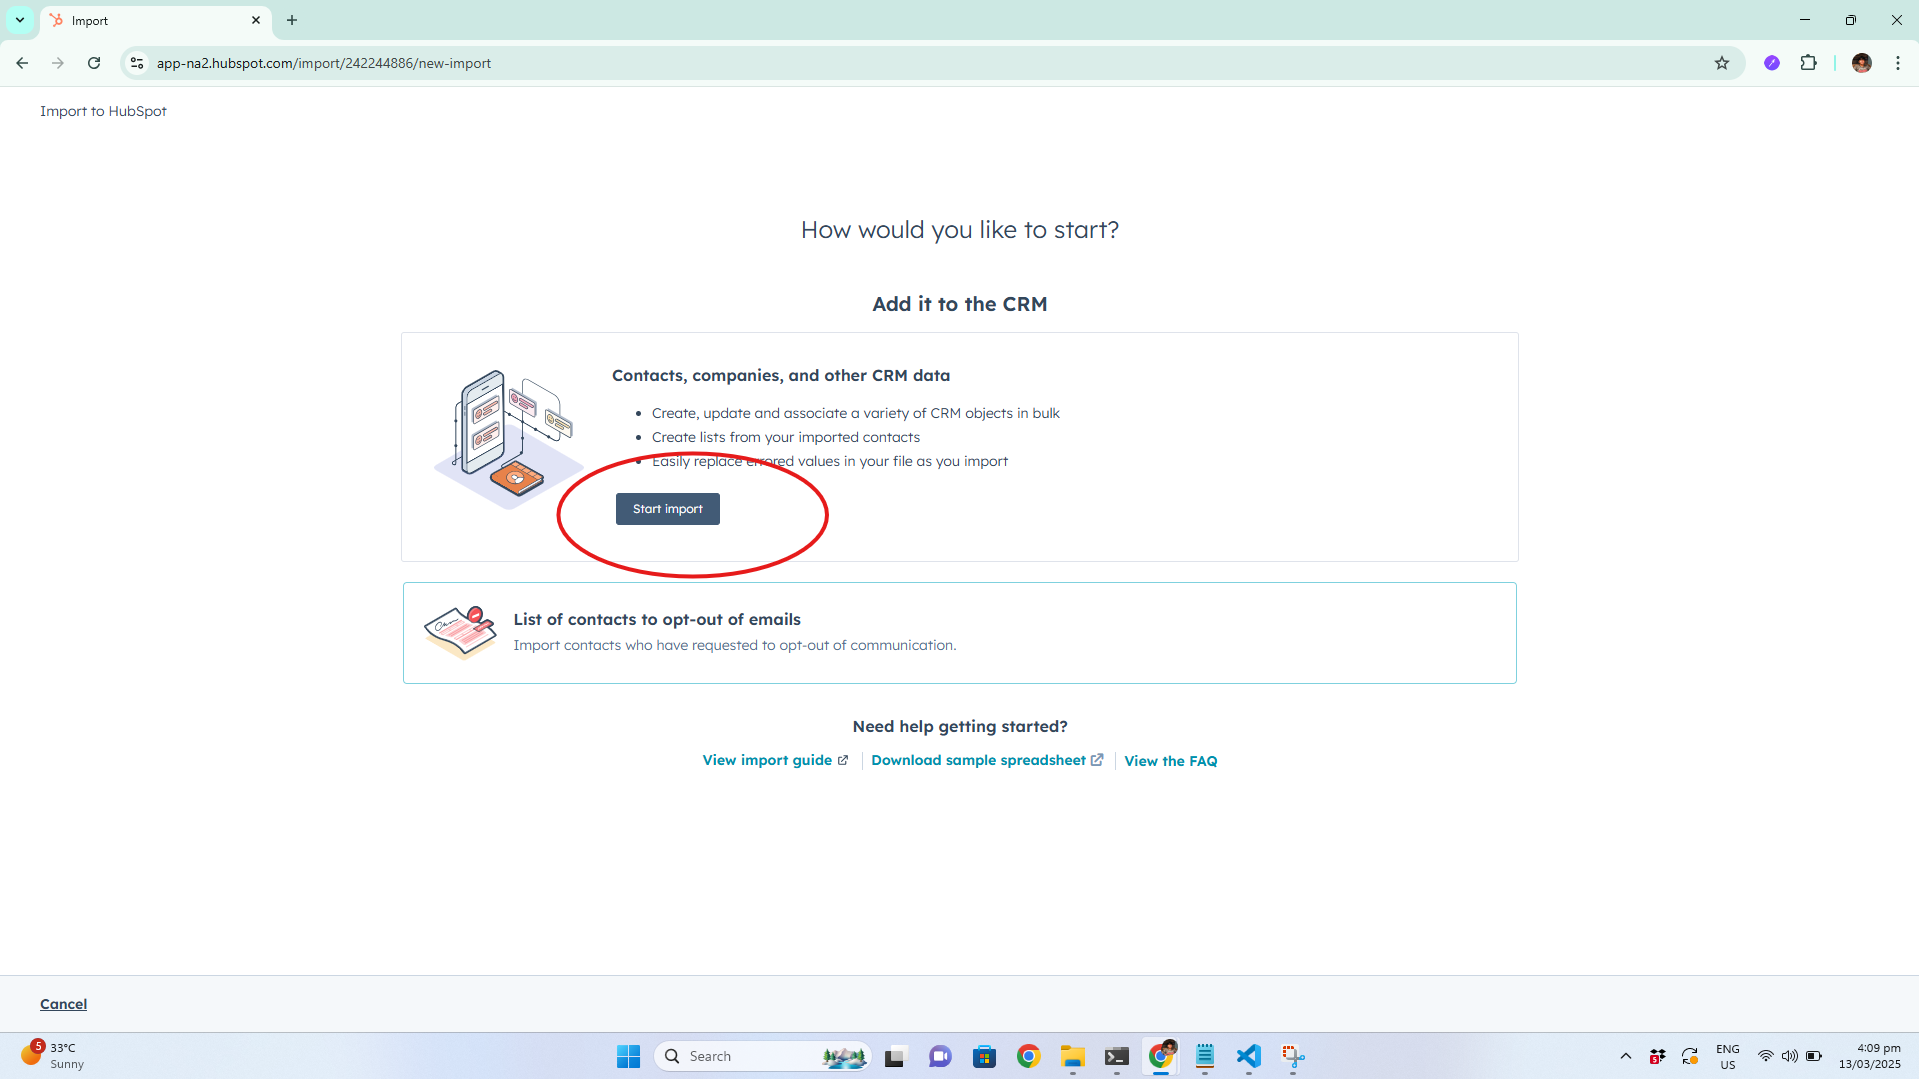 Import
app-na2.hubspot.com/import/242244886/new-import
Import to HubSpot
How would you like to start?
Add it to the CRM
Contacts, companies, and other CRM data
Create, update and associate a variety of CRM objects in bulk
Create lists from your imported contacts
Easily replace errored values in your file as you import
Start import
List of contacts to opt-out of emails
Import contacts who have requested to opt-out of communication.
Need help getting started?
View import guide
Download sample spreadsheet
View the FAQ
Cancel
5
33°C
Sunny
Search
ENG
US
4:09 pm
13/03/2025